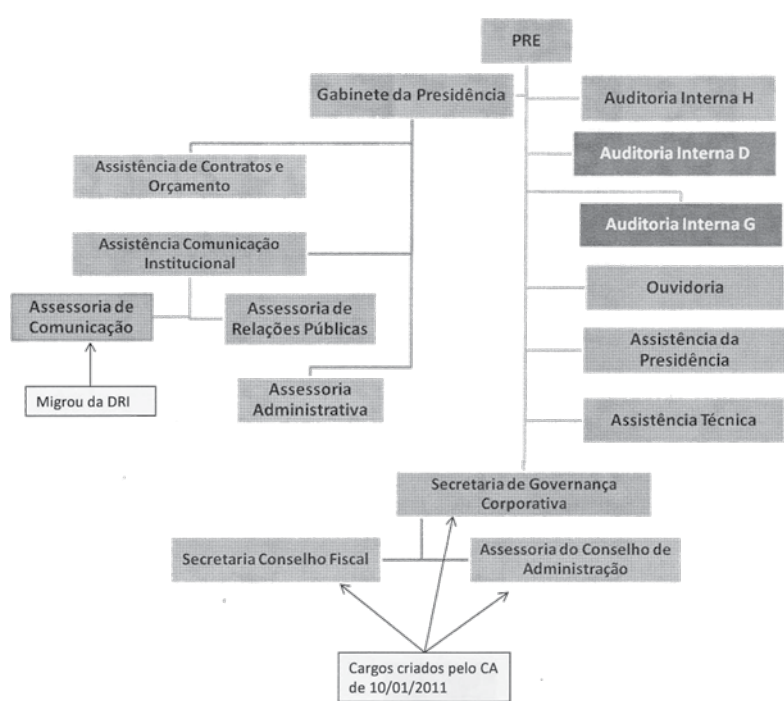 PRE
Gabinete da Presidência
Auditoria Interna H
Assistência de Contratos e
Orçamento
Auditoria Interna D
Auditoria Interna G
Assistência Comunicação
Institucional
Ouvidoria
Assessoria de
Comunicação
Assessoria de
Relações Públicas
Assistência da
Presidência
Migrou da DRI
Assessoria
Administrativa
Assistência Técnica
Secretaria de Governança
Corporativa
Secretaria Conselho Fiscal
Assessoria do Conselho de
Administração
Cargos criados pelo CA
de 10/01/2011